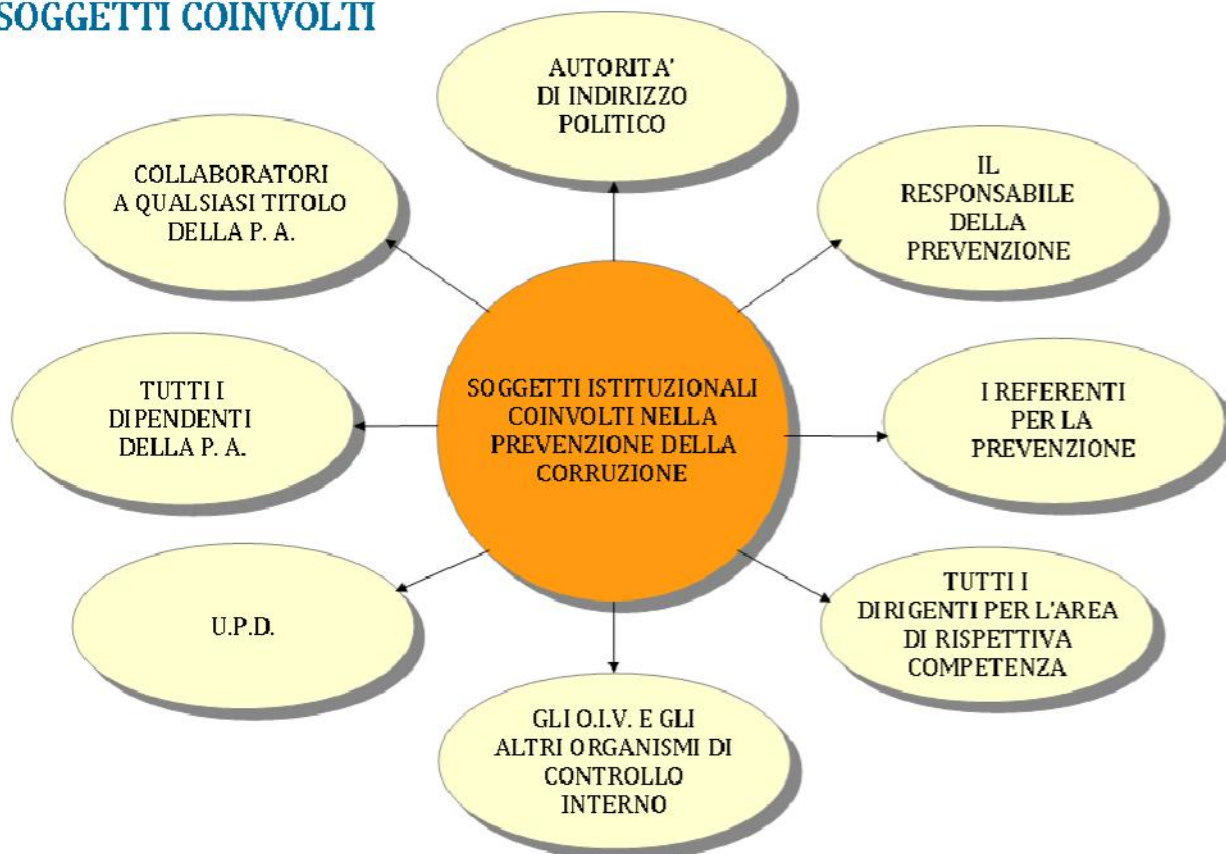 SOGGETTI COINVOLTI
AUTORITA'
DI INDIRIZZO
POLITICO
IL
RESPONSABILE
DELLA
PREVENZIONE
I REFERENTI
PER LA
PREVENZIONE
TUTTI I
DIRIGENTI PER L'AREA
DI RISPETTIVA
COMPETENZA
GLI O.I.V. E GLI
ALTRI ORGANISMI DI
CONTROLLO
INTERNO
U.P.D.
TUTTI I
DIPENDENTI
DELLA P. A.
COLLABORATORI
A QUALSIASI TITOLO
DELLA P. A.
SOGGETTI ISTITUZIONALI
COINVOLTI NELLA
PREVENZIONE DELLA
CORRUZIONE